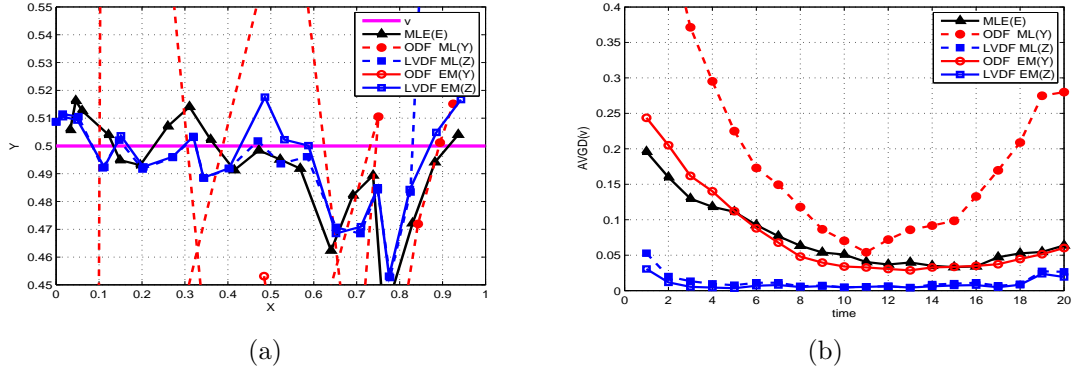 0.55
0.54
0.53
0.52
0.51
0.5
0.49
0.48
0.47
0.46
0.45
Y
0 0.1 0.2 0.3 0.4 0.5 0.6 0.7 0.8 0.9 1
X
v
MLE(E)
ODF ML(Y)
LVDF ML(Z)
ODF EM(Y)
LVDF EM(Z)
(a)
0.4
0.35
0.3
0.25
0.2
0.15
0.1
0.05
0
AVGD(v)
0 2 4 6 8 10 12 14 16 18 20
time
MLE(E)
ODF ML(Y)
LVDF ML(Z)
ODF EM(Y)
LVDF EM(Z)
(b)